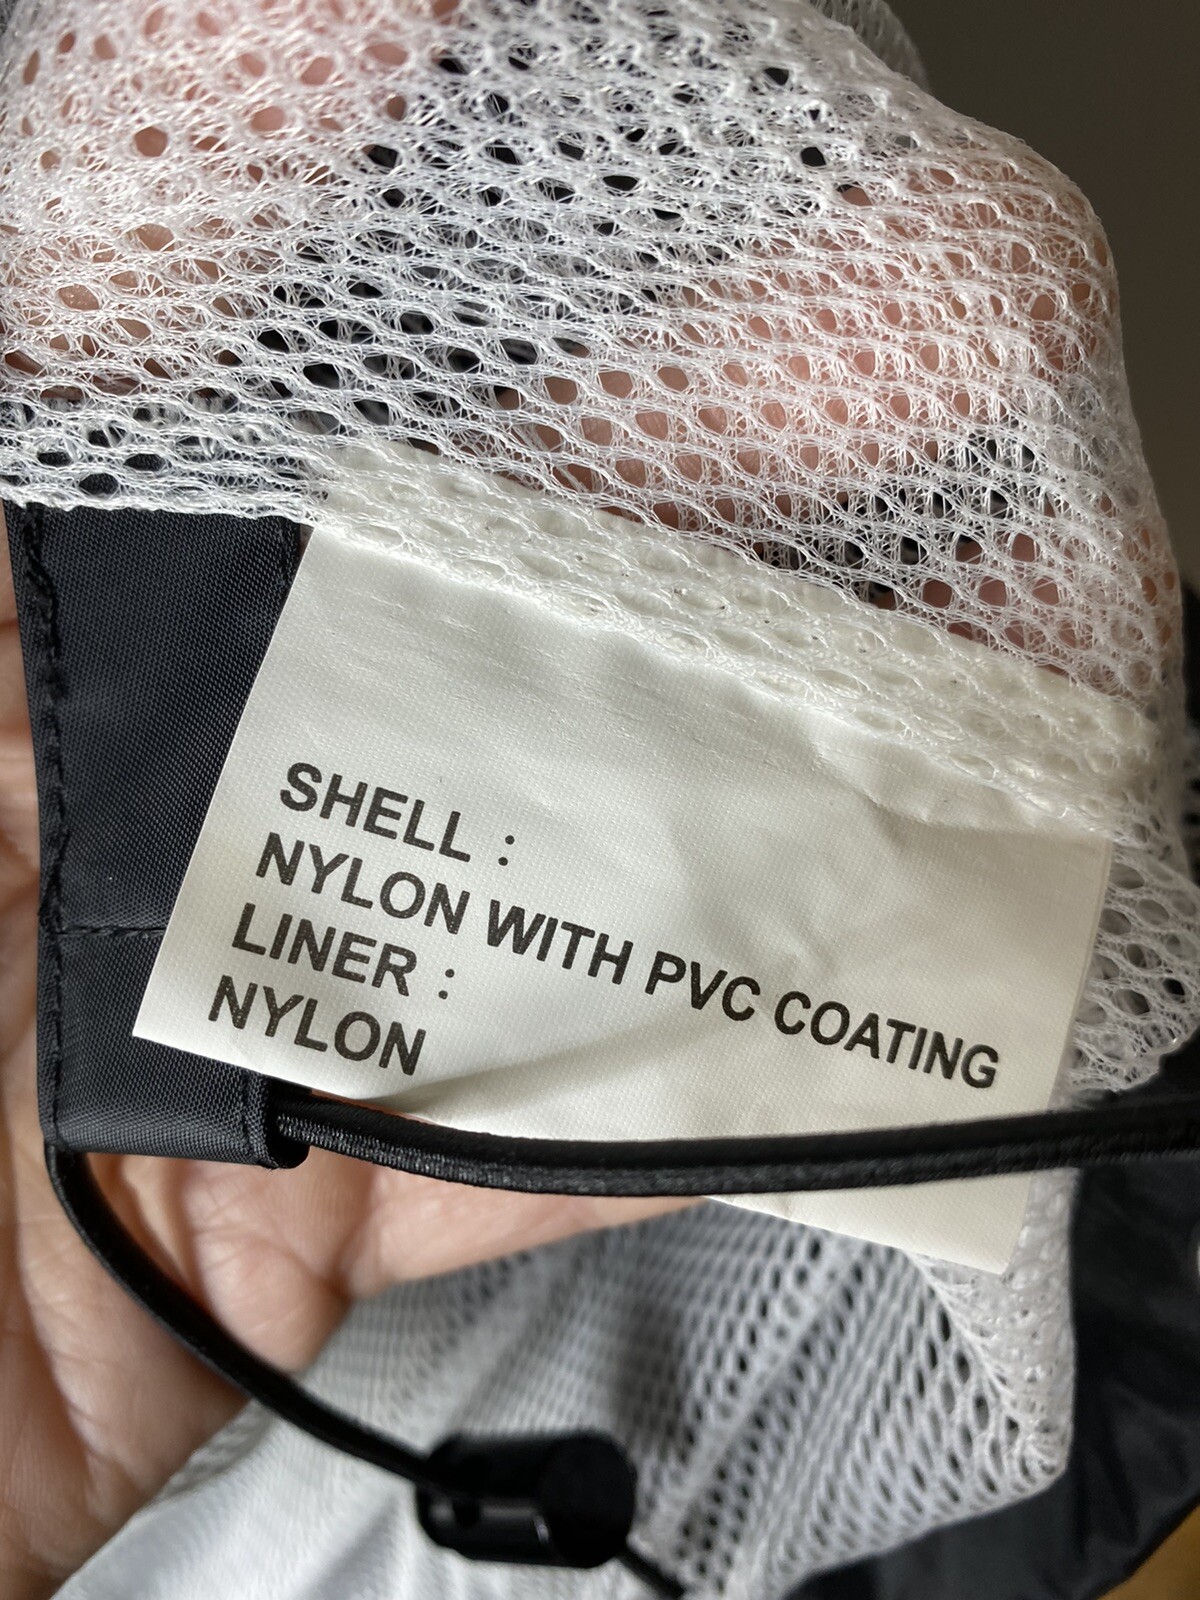 SHELL :
NYLON WITH PVC COATING
LINER :
NYLON